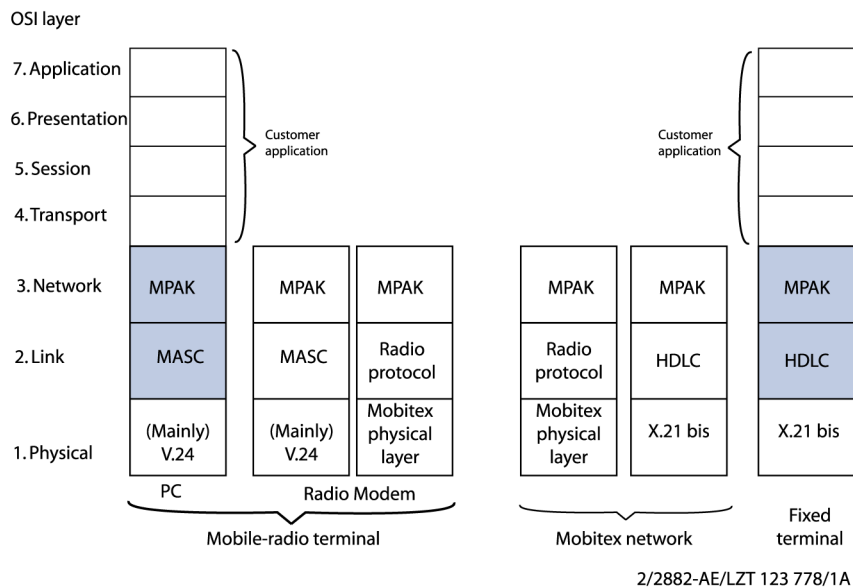 OSI layer
7. Application
6. Presentation
5. Session
4. Transport
Customer
application
Customer
application
3. Network
MPAK
MPAK
MPAK
MPAK
MPAK
MPAK
2. Link
MASC
MASC
Radio
protocol
Radio
protocol
HDLC
HDLC
1. Physical
(Mainly)
V.24
(Mainly)
V.24
Mobitex
physical
layer
Mobitex
physical
layer
X.21 bis
X.21 bis
PC
Radio Modem
Mobile-radio terminal
Mobitex network
Fixed
terminal
2/2882-AE/LZT 123 778/1A